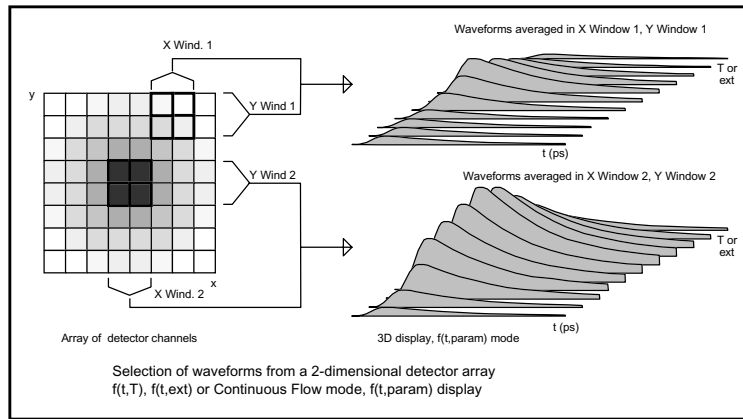 X Wind. 1
Waveforms averaged in X Window 1, Y Window 1
T or
ext
y
Y Wind 1
t (ps)
Y Wind 2
Waveforms averaged in X Window 2, Y Window 2
T or
ext
x
X Wind. 2
t (ps)
Array of detector channels
3D display, f(t,param) mode
Selection of waveforms from a 2-dimensional detector array
f(t,T), f(t,ext) or Continuous Flow mode, f(t,param) display